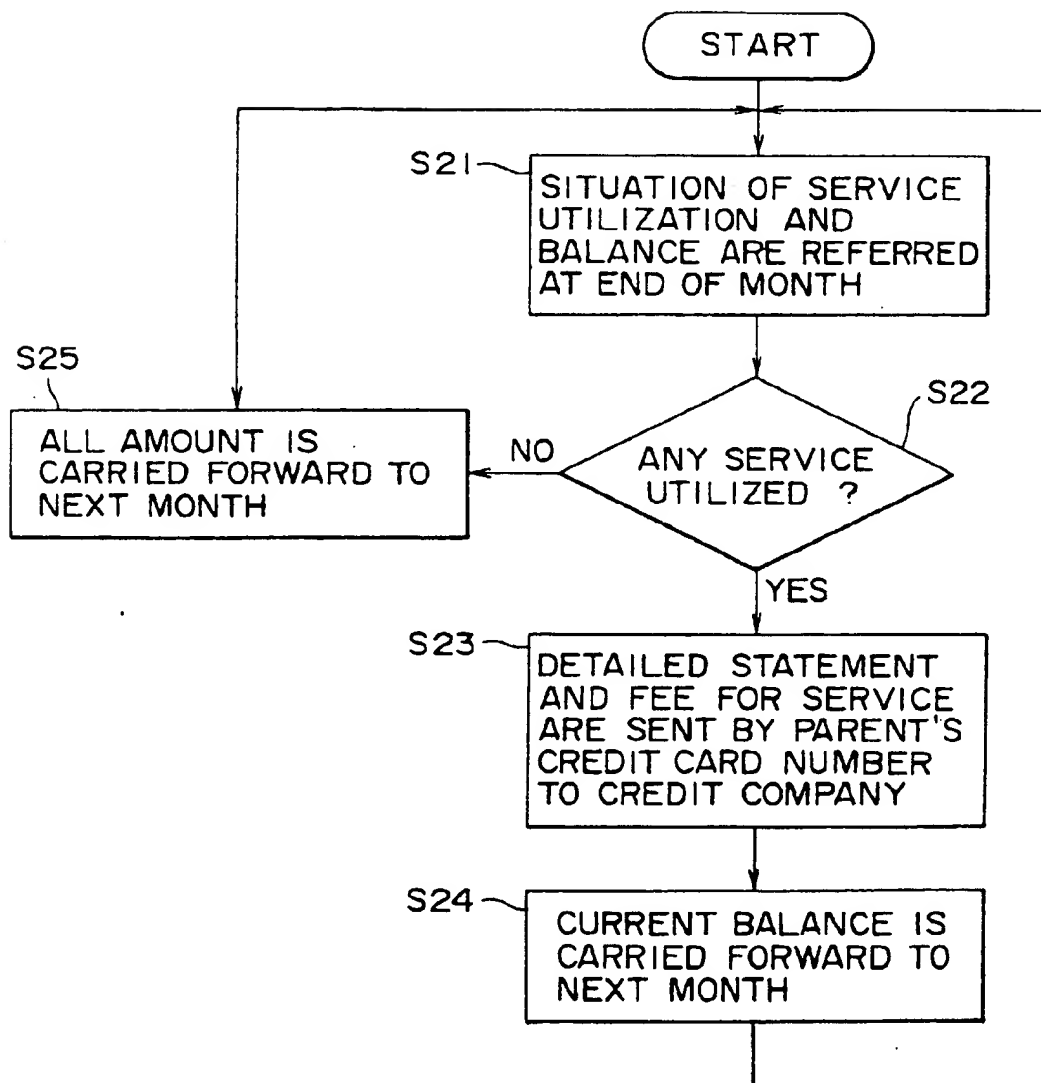 START
S21
SITUATION OF SERVICE
UTILIZATION AND
BALANCE ARE REFERRED
AT END OF MONTH
S22
ANY SERVICE
UTILIZED ?
NO
S25
ALL AMOUNT IS
CARRIED FORWARD TO
NEXT MONTH
YES
S23
DETAILED STATEMENT
AND FEE FOR SERVICE
ARE SENT BY PARENT'S
CREDIT CARD NUMBER
TO CREDIT COMPANY
S24
CURRENT BALANCE IS
CARRIED FORWARD TO
NEXT MONTH